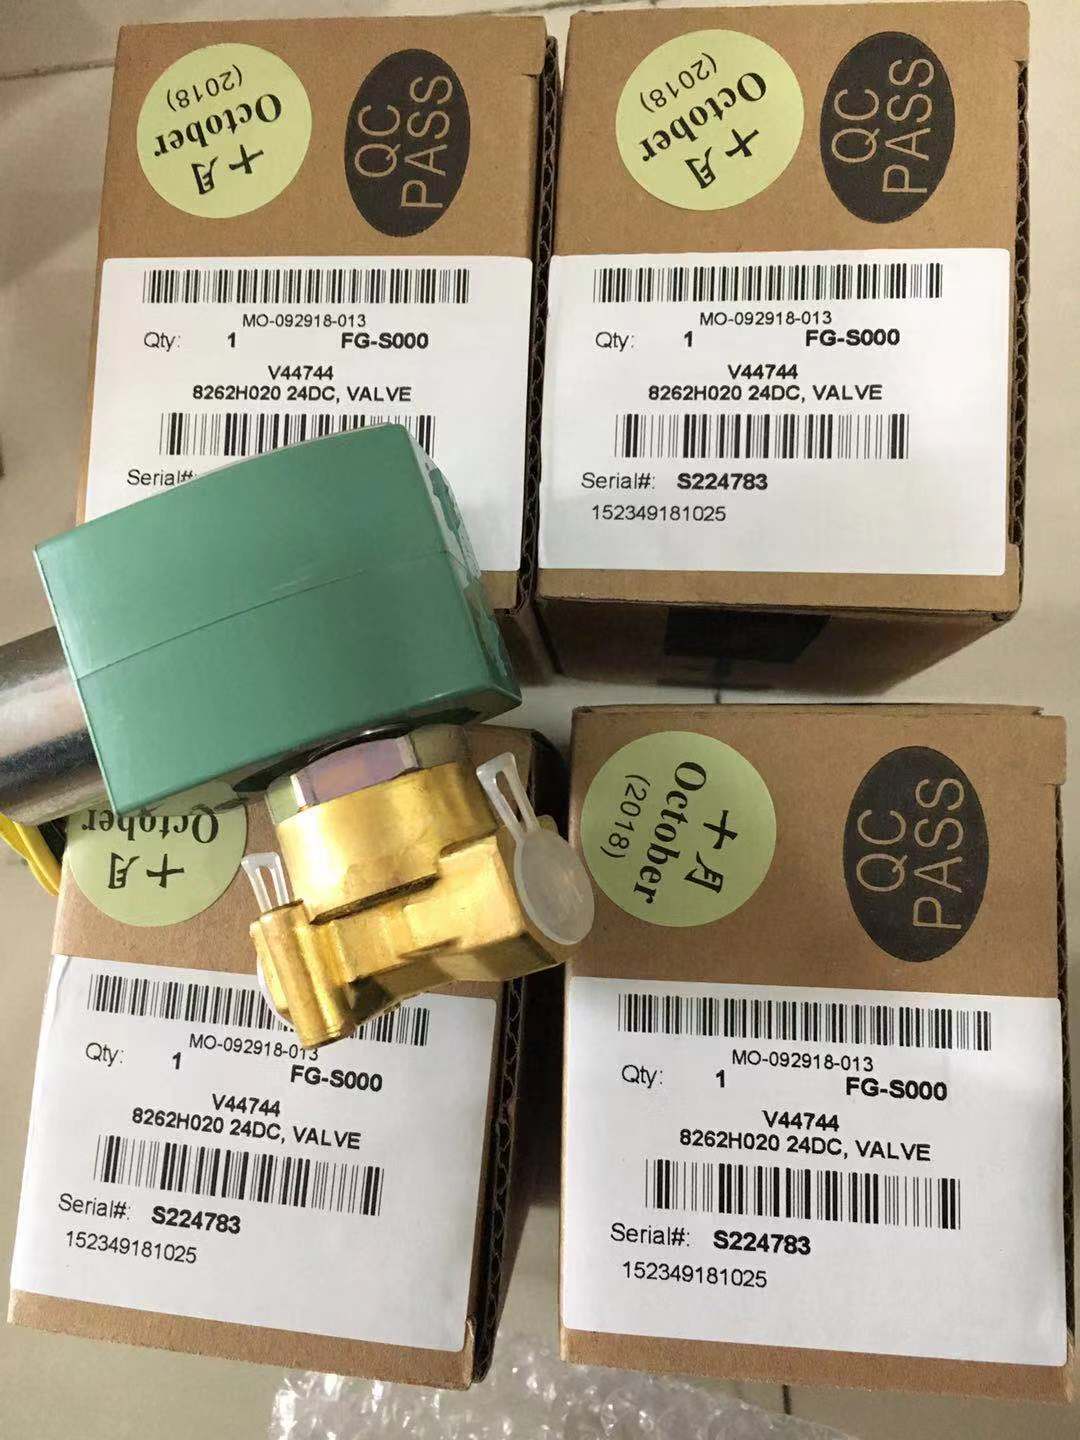 十月
October
(2018)
QC
PASS
MO-092918-013
Qty: 1 FG-S000
V44744
8262H020 24DC, VALVE
Serial#:
十月
October
(2018)
QC
PASS
MO-092918-013
Qty: 1 FG-S000
V44744
8262H020 24DC, VALVE
Serial#: S224783
152349181025
十月
October
MO-092918-013
Qty: 1 FG-S000
V44744
8262H020 24DC, VALVE
Serial#: S224783
152349181025
十月
October
(2018)
QC
PASS
MO-092918-013
Qty: 1 FG-S000
V44744
8262H020 24DC, VALVE
Serial#: S224783
152349181025